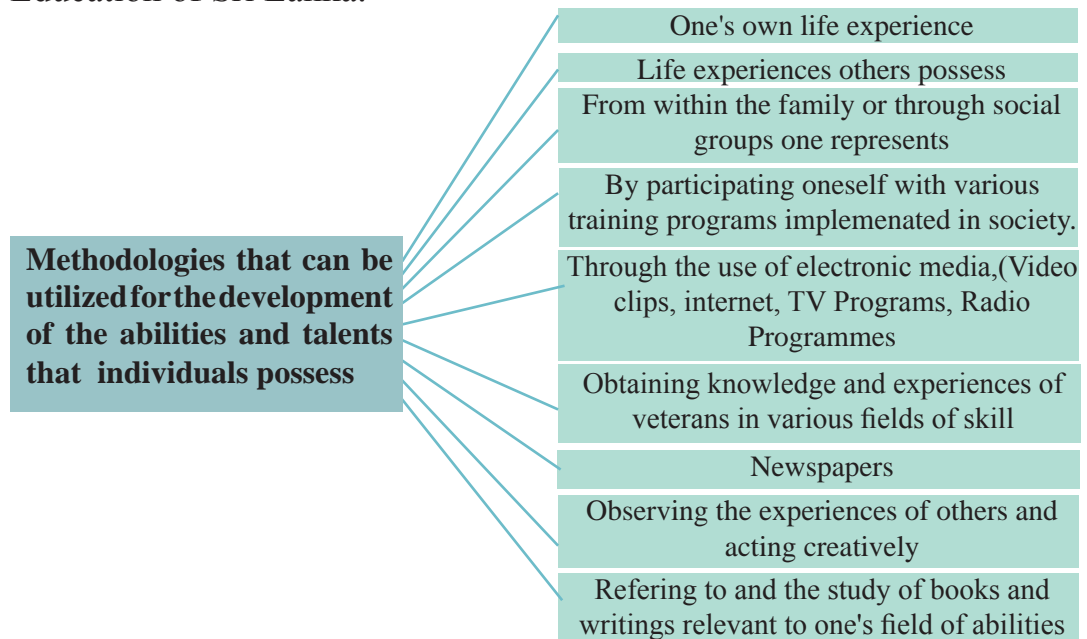 Education of Sri Lanka.
One's own life experience
Life experiences others possess
From within the family or through social
groups one represents
By participating oneself with various
training programs implemenated in society.
Methodologies that can be
utilized for the development
of the abilities and talents
that individuals possess
Through the use of electronic media,(Video
clips, internet, TV Programs, Radio
Programmes
Obtaining knowledge and experiences of
veterans in various fields of skill
Newspapers
Observing the experiences of others and
acting creatively
Refering to and the study of books and
writings relevant to one's field of abilities